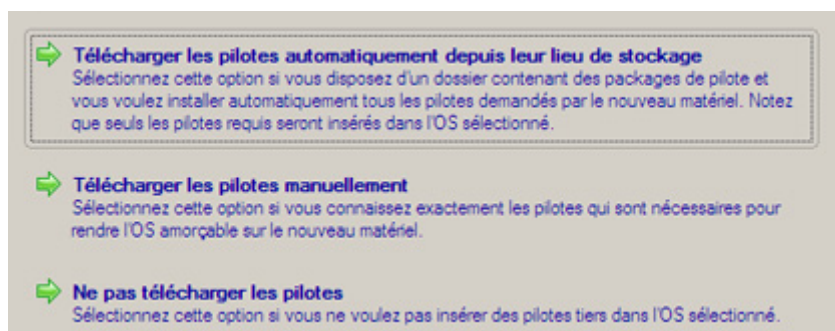 Télécharger les pilotes automatiquement depuis leur lieu de stockage
Sélectionnez cette option si vous disposez d'un dossier contenant des packages de pilote et
vous voulez installer automatiquement tous les pilotes demandés par le nouveau matériel. Notez
que seuls les pilotes requis seront insérés dans l'OS sélectionné.
Télécharger les pilotes manuellement
Sélectionnez cette option si vous connaissez exactement les pilotes qui sont nécessaires pour
rendre l'OS amorçable sur le nouveau matériel.
Ne pas télécharger les pilotes
Sélectionnez cette option si vous ne voulez pas insérer des pilotes tiers dans l'OS sélectionné.